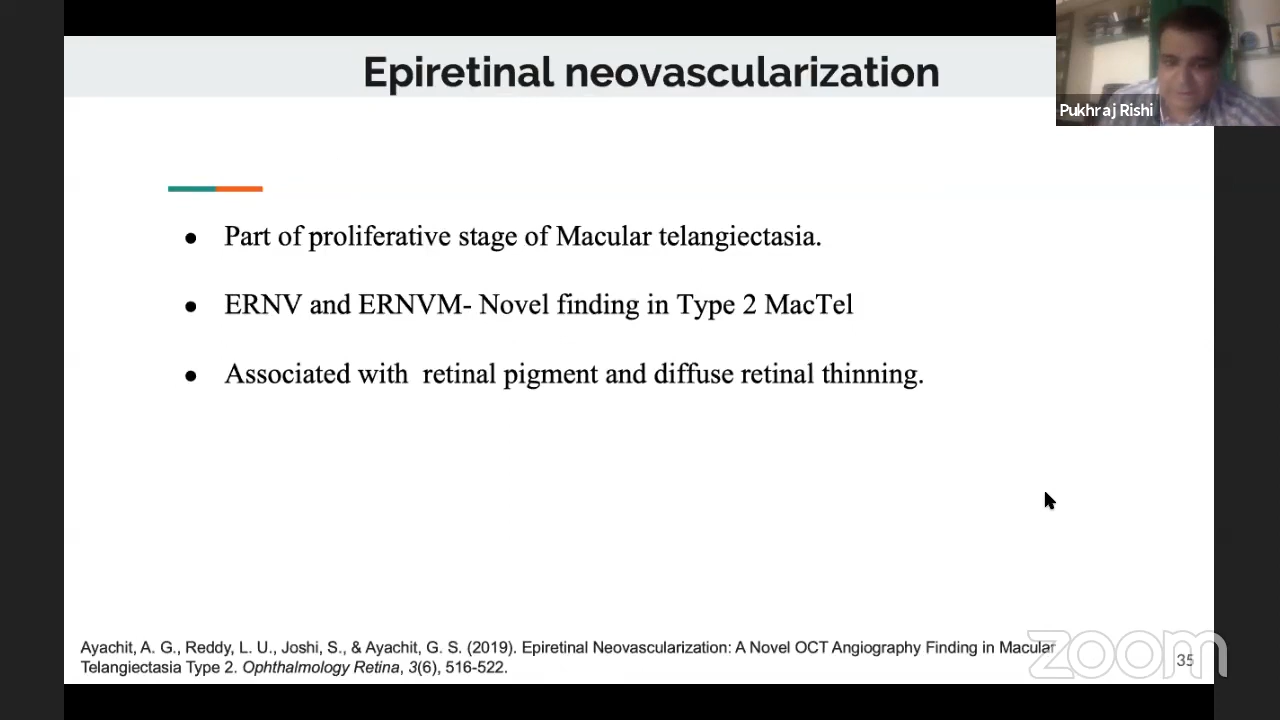 Epiretinal neovascularization
Pukhraj Rishi
● Part of proliferative stage of Macular telangiectasia.
● ERNV and ERNVM- Novel finding in Type 2 MacTel
● Associated with retinal pigment and diffuse retinal thinning.
Ayachit, A. G., Reddy, L. U., Joshi, S., & Ayachit, G. S. (2019). Epiretinal Neovascularization: A Novel OCT Angiography Finding in Macular
Telangiectasia Type 2. Ophthalmology Retina, 3(6), 516-522.
zoom
35